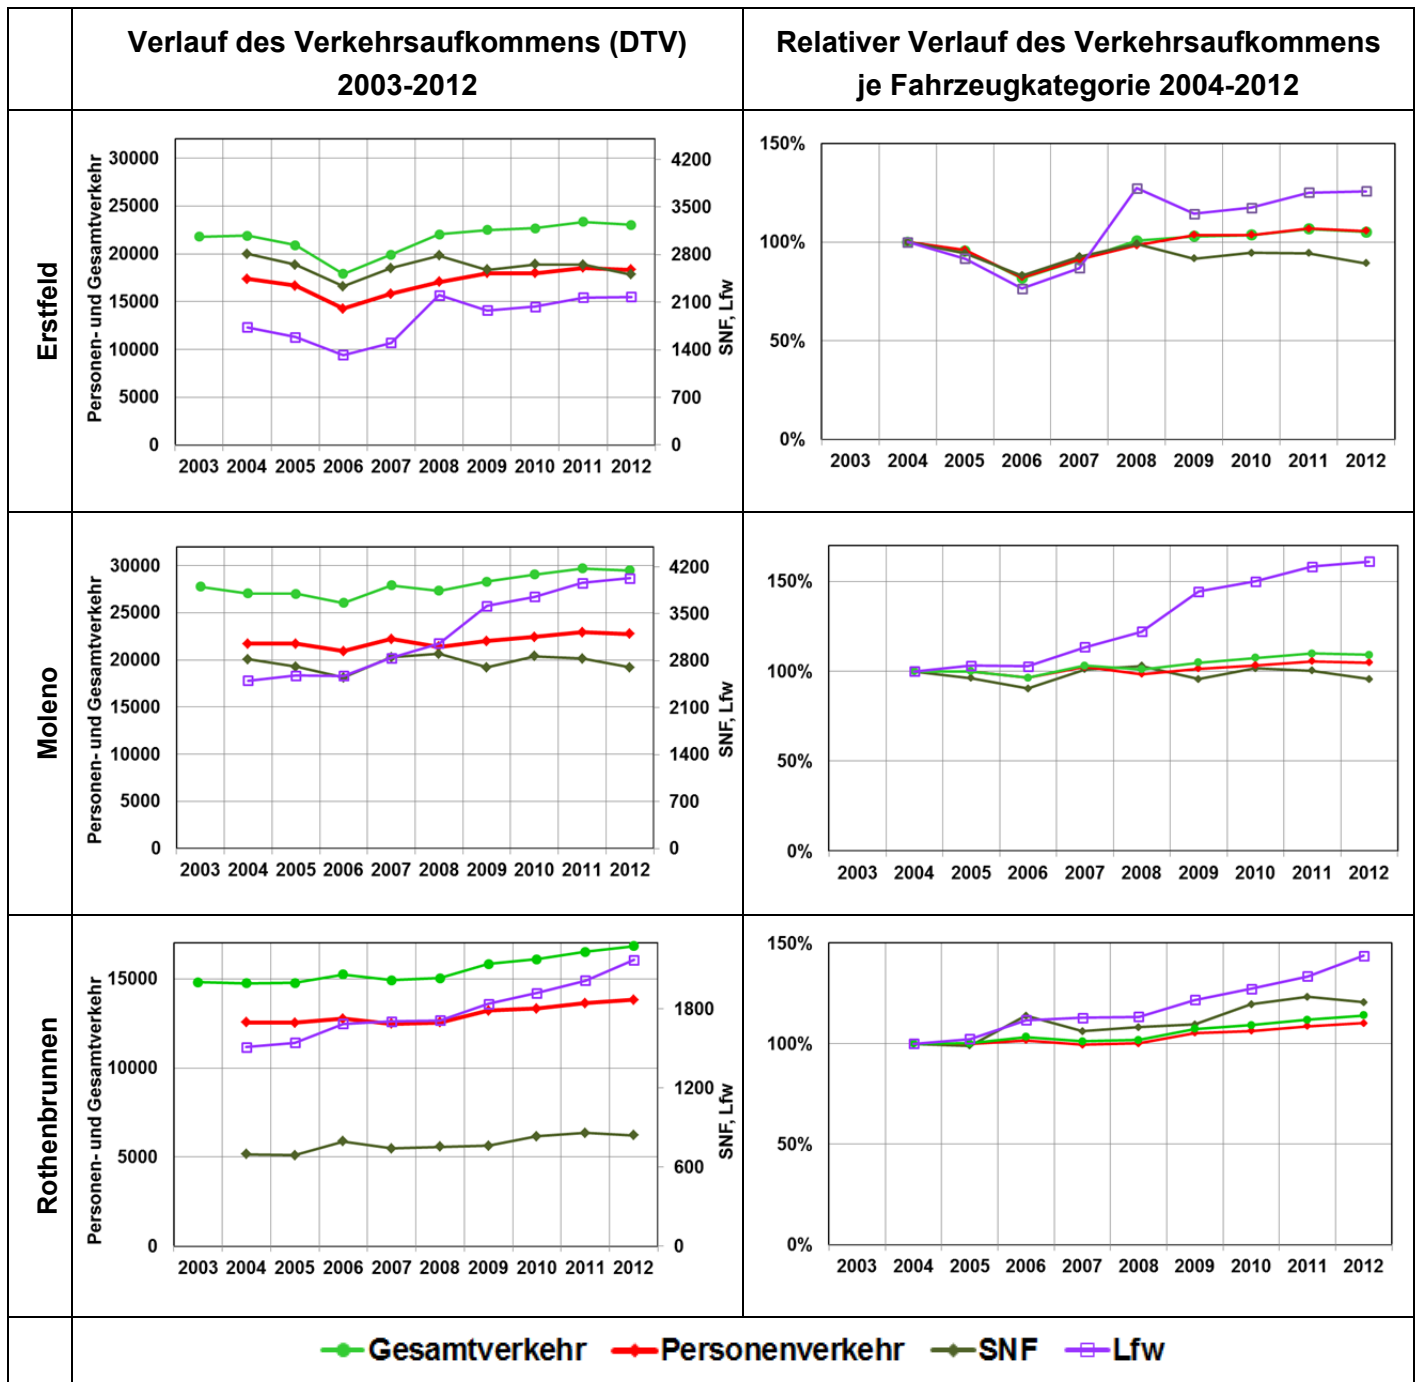 Verlauf des Verkehrsaufkommens (DTV)
2003-2012
Relativer Verlauf des Verkehrsaufkommens
je Fahrzeugkategorie 2004-2012
Erstfeld
Personen- und Gesamtverkehr
30000
25000
20000
15000
10000
5000
0
4200
3500
2800
2100
1400
700
0
SNF, Lfw
2003 2004 2005 2006 2007 2008 2009 2010 2011 2012
150%
100%
50%
0%
2003 2004 2005 2006 2007 2008 2009 2010 2011 2012
Moleno
Personen- und Gesamtverkehr
30000
25000
20000
15000
10000
5000
0
4200
3500
2800
2100
1400
700
0
SNF, Lfw
2003 2004 2005 2006 2007 2008 2009 2010 2011 2012
150%
100%
50%
0%
2003 2004 2005 2006 2007 2008 2009 2010 2011 2012
Rothenbrunnen
Personen- und Gesamtverkehr
15000
10000
5000
0
1800
1200
600
0
SNF, Lfw
2003 2004 2005 2006 2007 2008 2009 2010 2011 2012
150%
100%
50%
0%
2003 2004 2005 2006 2007 2008 2009 2010 2011 2012
Gesamtverkehr Personenverkehr SNF Lfw